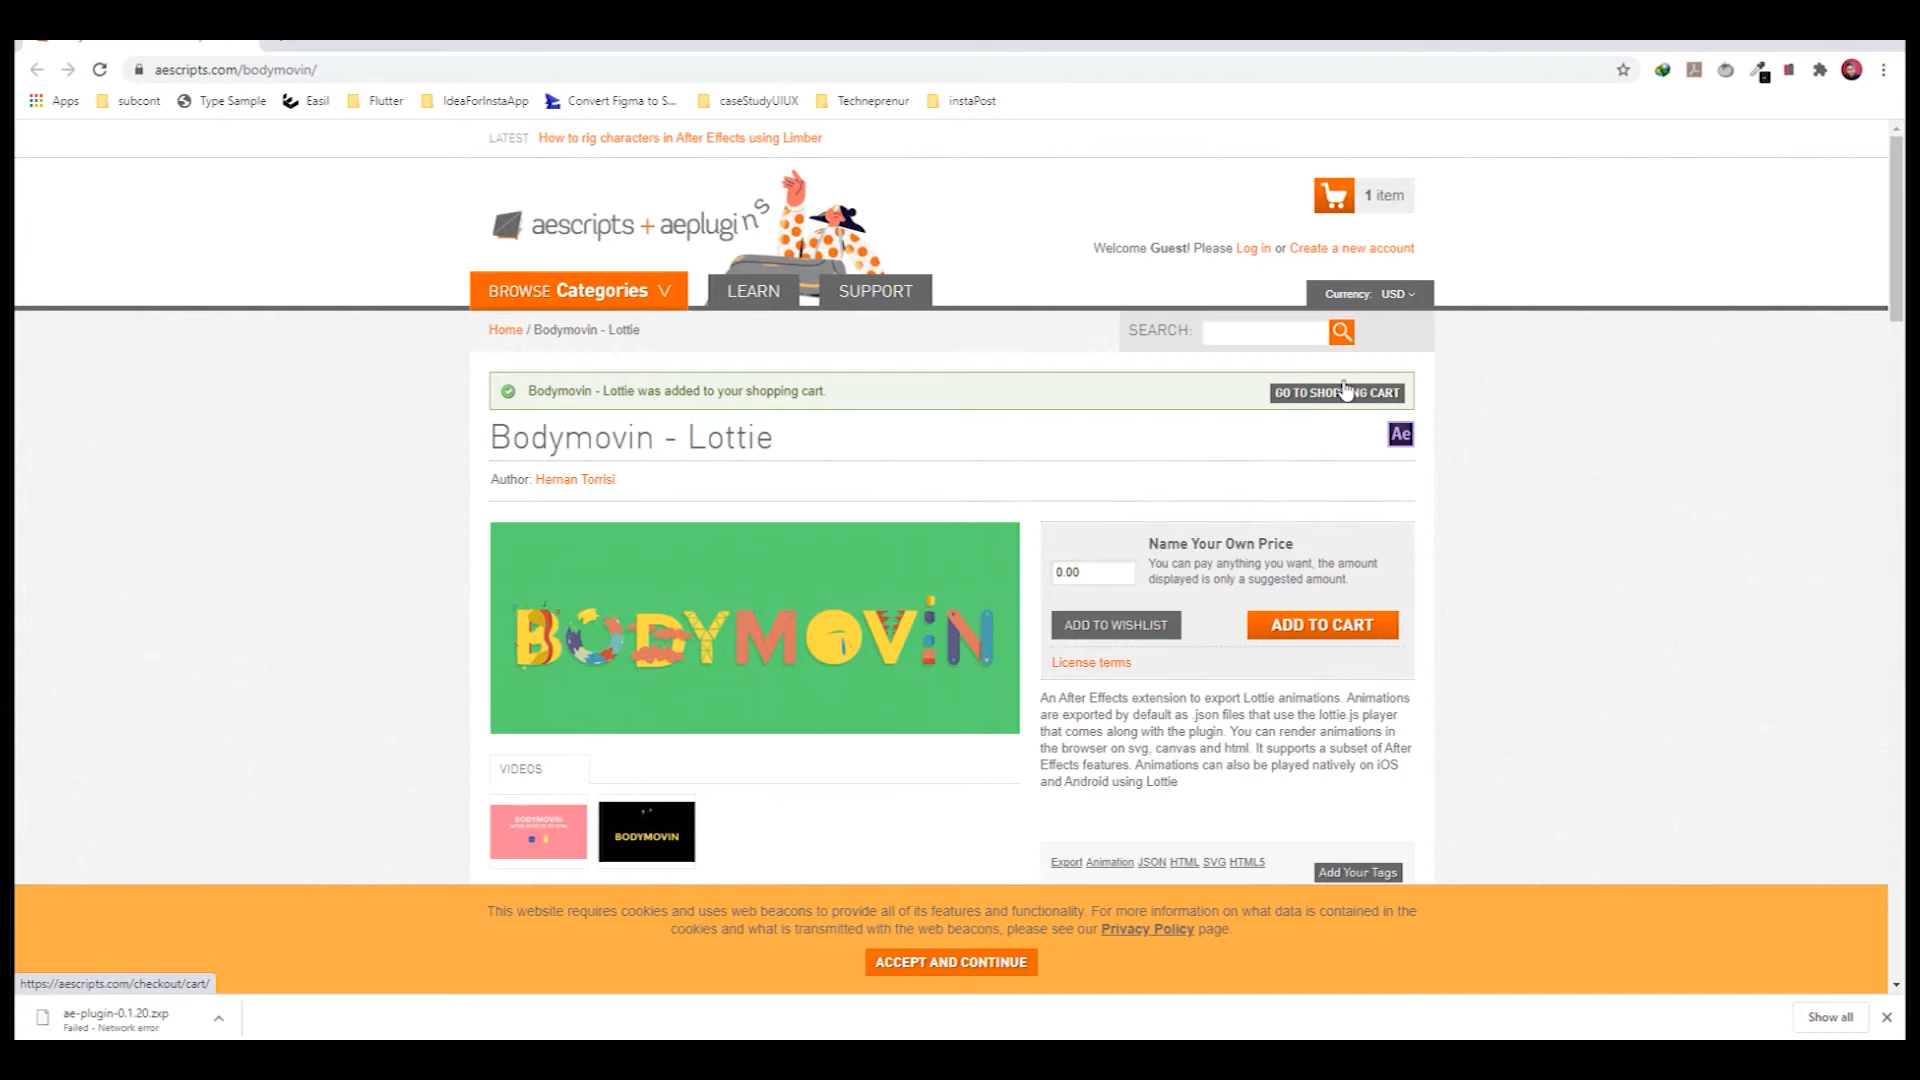 aescripts.com/bodymovin/
Apps subcont Type Sample Easil Flutter IdeaForInstaApp Convert Figma to S... caseStudyUIUX Techneprenur instaPost
LATEST How to rig characters in After Effects using Limber
aescripts + aeplugins
1 item
Welcome Guest! Please Log in or Create a new account
BROWSE Categories LEARN SUPPORT
Currency: USD
Home / Bodymovin - Lottie
SEARCH:
Bodymovin - Lottie was added to your shopping cart.
GO TO SHOPPING CART
Bodymovin - Lottie
Ae
Author: Hernan Torrisi
BODYMOVIN
Name Your Own Price
0.00
You can pay anything you want, the amount
displayed is only a suggested amount.
ADD TO WISHLIST
ADD TO CART
License terms
An After Effects extension to export Lottie animations. Animations
are exported by default as .json files that use the lottie.js player
that comes along with the plugin. You can render animations in
the browser on svg, canvas and html. It supports a subset of After
Effects features. Animations can also be played natively on iOS
and Android using Lottie
VIDEOS
BODYMOVIN
BODYMOVIN
Export Animation JSON HTML SVG HTML5
Add Your Tags
This website requires cookies and uses web beacons to provide all of its features and functionality. For more information on what data is contained in the
cookies and what is transmitted with the web beacons, please see our Privacy Policy page.
ACCEPT AND CONTINUE
https://aescripts.com/checkout/cart/
ae-plugin-0.1.20.zxp
Failed - Network error
Show all